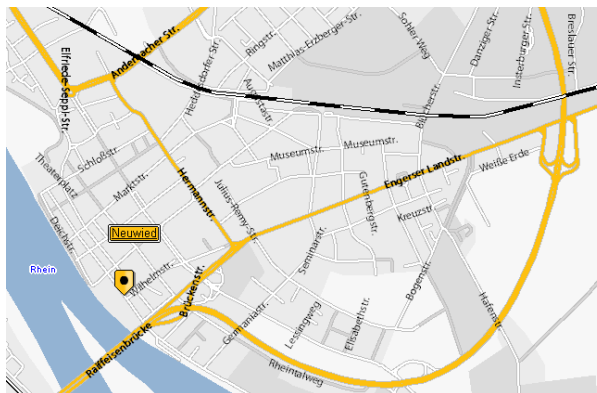 Andernacher Str.
Elfriede-Seppl-Str.
Heddesdorfer Str.
Ringstr.
Matthias-Erzberger-Str.
Sohler Weg
Danziger Str.
Insterburger Str.
Breslauer Str.
Augustastr.
Blücherstr.
Theaterplatz
Schloßstr.
Marktstr.
Hermannstr.
Museumstr.
Museumstr.
Engerser Landstr.
Weiße Erde
Deichstr.
Julius-Remy-Str.
Gutenbergstr.
Kreuzstr.
Neuwied
Rhein
Wilhelmstr.
Brückenstr.
Seminarstr.
Bogenstr.
Hafenstr.
Raiffeisenbrücke
Germaniastr.
Lessingweg
Elisabethstr.
Rheintalweg